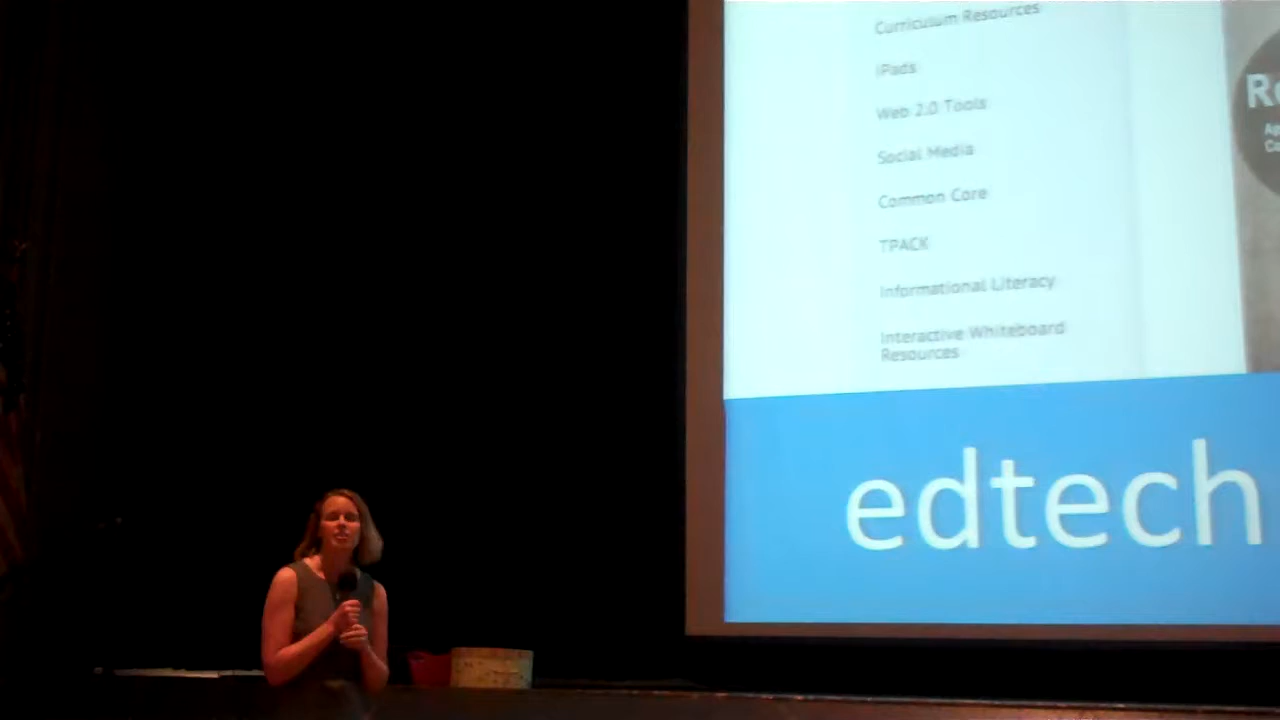 Curriculum Resources
iPads
Web 2.0 Tools
Social Media
Common Core
TPACK
Informational Literacy
Interactive Whiteboard
Resources
edtech